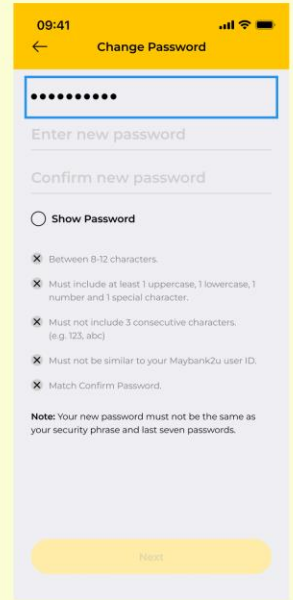 09:41
Change Password
••••••••••
Enter new password
Confirm new password
Show Password
Between 8-12 characters.
Must include at least 1 uppercase, 1 lowercase, 1
number and 1 special character.
Must not include 3 consecutive characters.
(e.g. 123, abc)
Must not be similar to your Maybank2u user ID.
Match Confirm Password.
Note: Your new password must not be the same as
your security phrase and last seven passwords.
Next